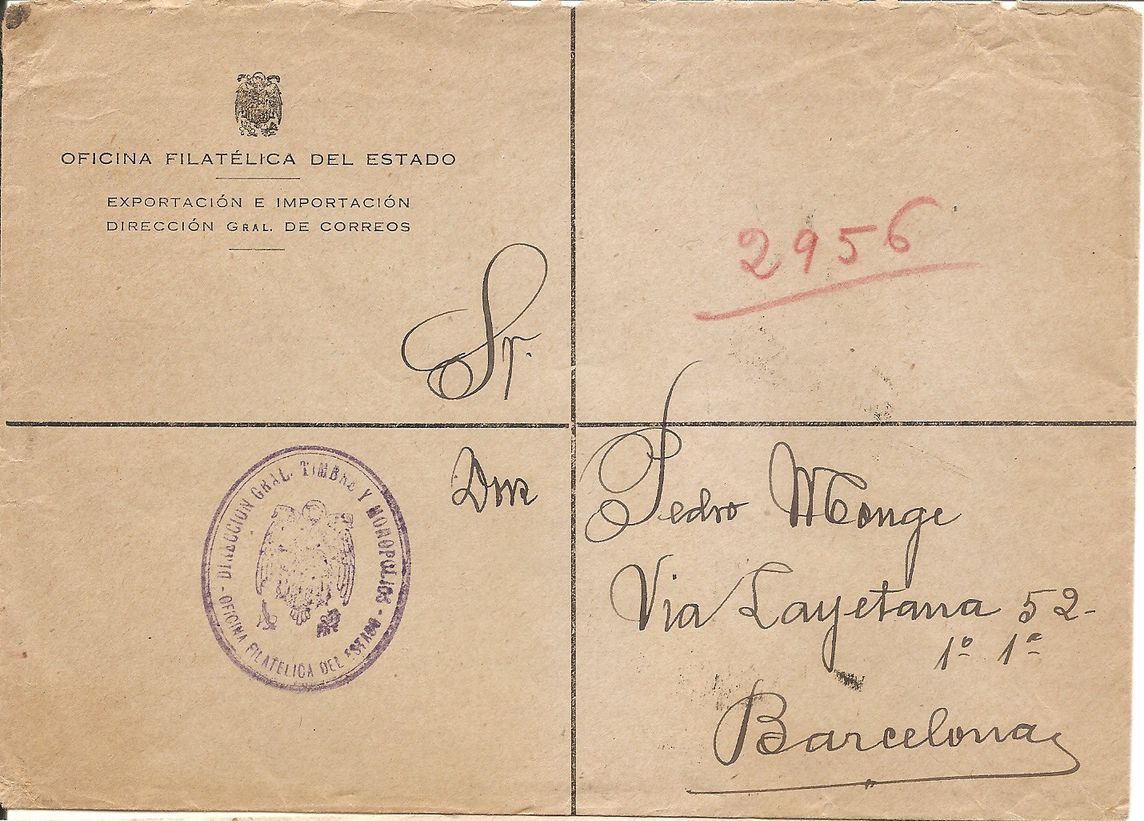 OFICINA FILATÉLICA DEL ESTADO
EXPORTACIÓN E IMPORTACIÓN
DIRECCIÓN GRAL. DE CORREOS
2956
Sr.
Dn Pedro Monge
Via Layetana 52-
1º 1ª
Barcelona
- DIRECCION GRAL. TIMBRE Y MONOPOLIOS -
OFICINA FILATELICA DEL ESTADO